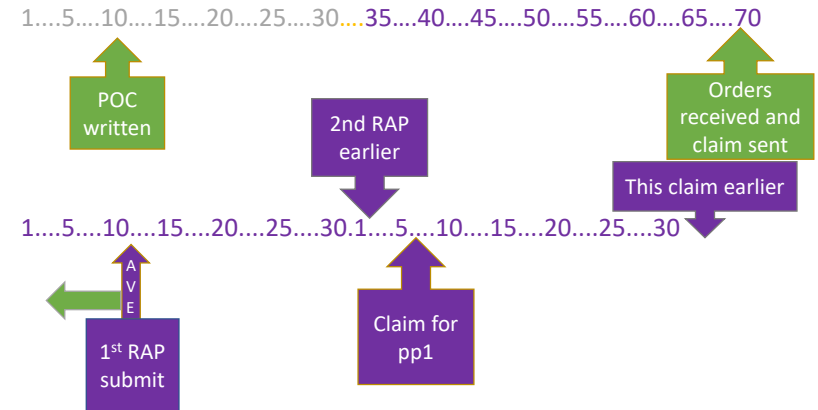 1....5....10....15....20....25....30....35....40....45....50....55....60....65....70
POC
written
2nd RAP
earlier
Orders
received and
claim sent
This claim earlier
1....5....10....15....20....25....30.1....5....10....15....20....25....30
A
V
E
1st RAP
submit
Claim for
pp1